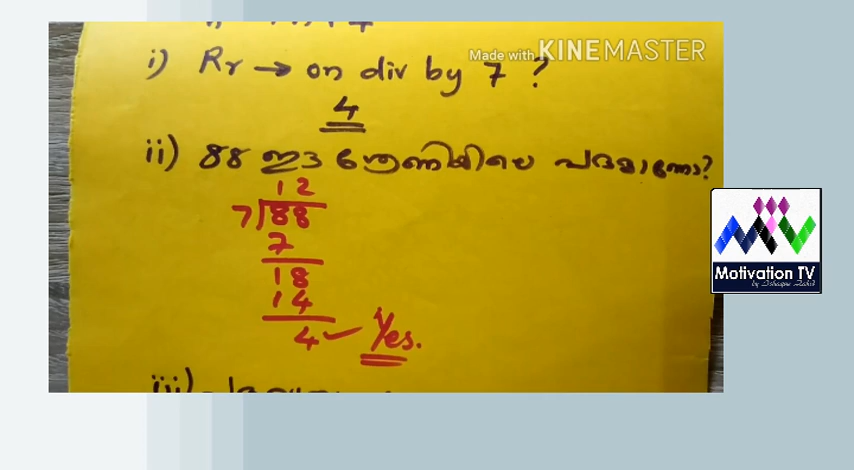 Made with KINEMASTER
i) Rr → on div by 7 ?
4
ii) 88 ഈ ശ്രേണിയിലെ പദമാണോ?
12
7)88
7
18
14
4 ✓ Yes.
iii)
Motivation TV